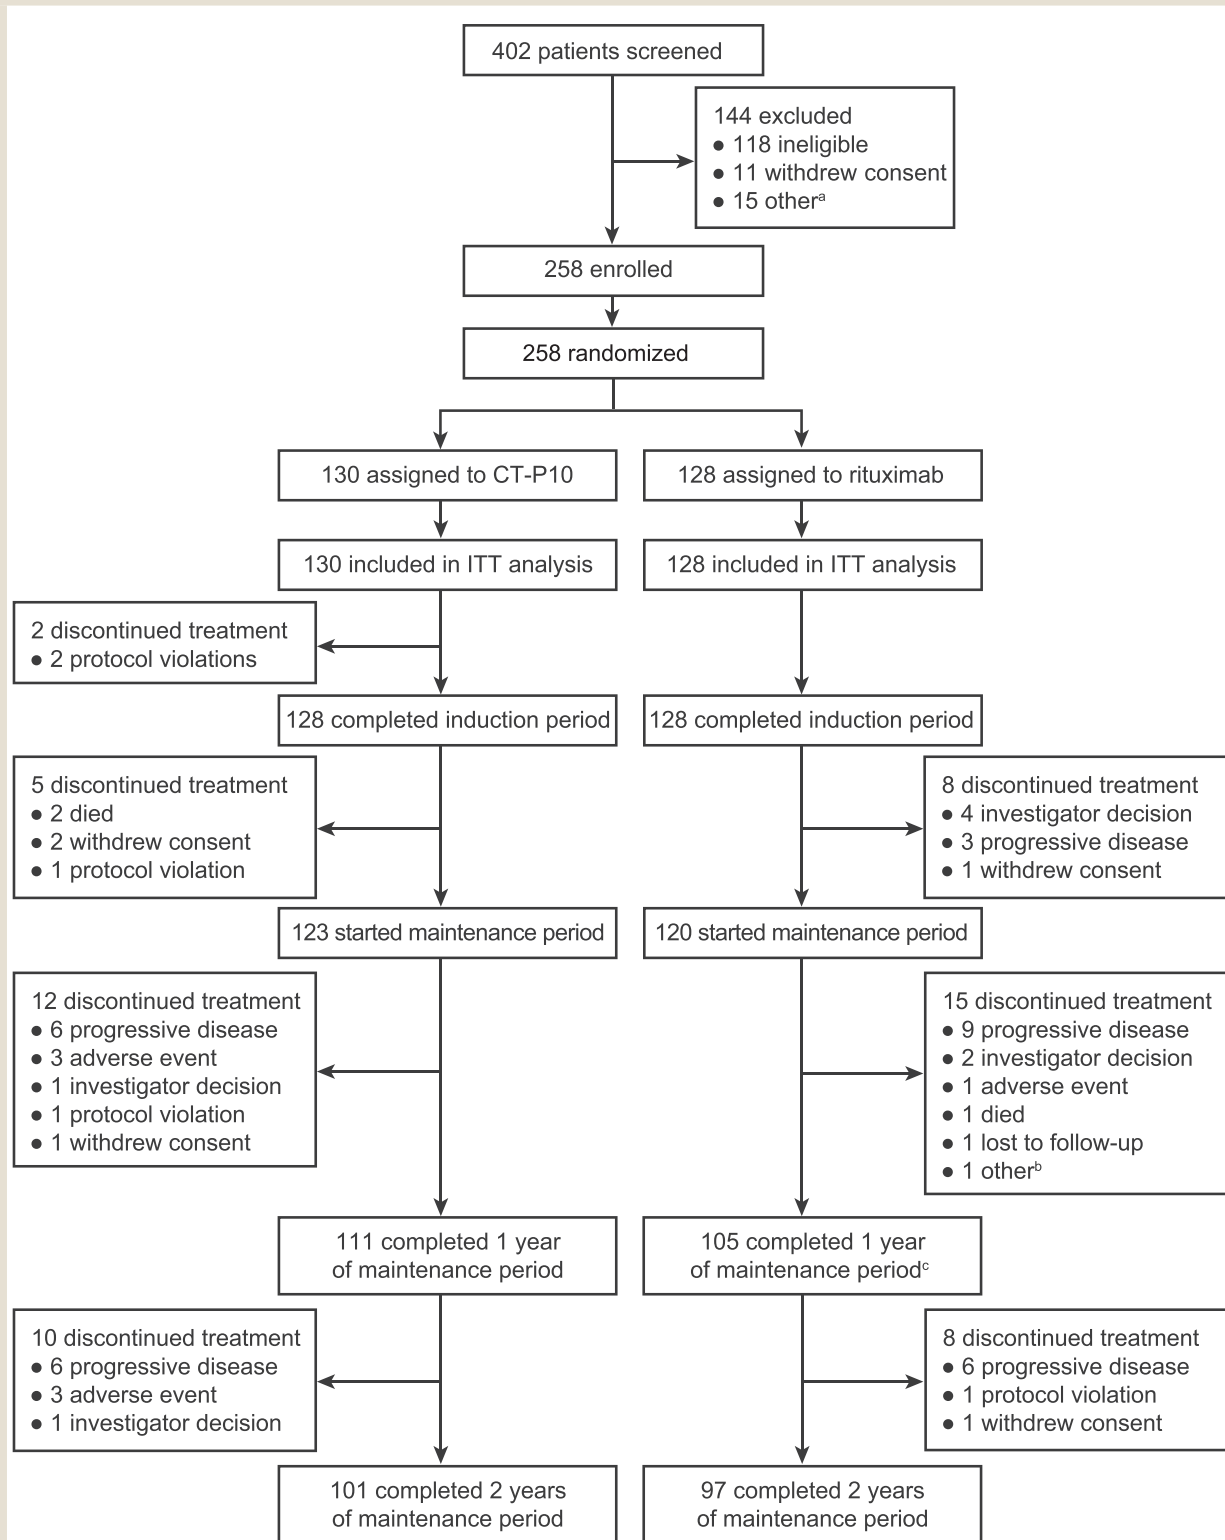 402 patients screened
144 excluded
● 118 ineligible
● 11 withdrew consent
● 15 otherᵃ
258 enrolled
258 randomized
130 assigned to CT-P10
128 assigned to rituximab
130 included in ITT analysis
128 included in ITT analysis
2 discontinued treatment
● 2 protocol violations
128 completed induction period
128 completed induction period
5 discontinued treatment
● 2 died
● 2 withdrew consent
● 1 protocol violation
8 discontinued treatment
● 4 investigator decision
● 3 progressive disease
● 1 withdrew consent
123 started maintenance period
120 started maintenance period
12 discontinued treatment
● 6 progressive disease
● 3 adverse event
● 1 investigator decision
● 1 protocol violation
● 1 withdrew consent
15 discontinued treatment
● 9 progressive disease
● 2 investigator decision
● 1 adverse event
● 1 died
● 1 lost to follow-up
● 1 otherᵇ
111 completed 1 year
of maintenance period
105 completed 1 year
of maintenance periodᶜ
10 discontinued treatment
● 6 progressive disease
● 3 adverse event
● 1 investigator decision
8 discontinued treatment
● 6 progressive disease
● 1 protocol violation
● 1 withdrew consent
101 completed 2 years
of maintenance period
97 completed 2 years
of maintenance period